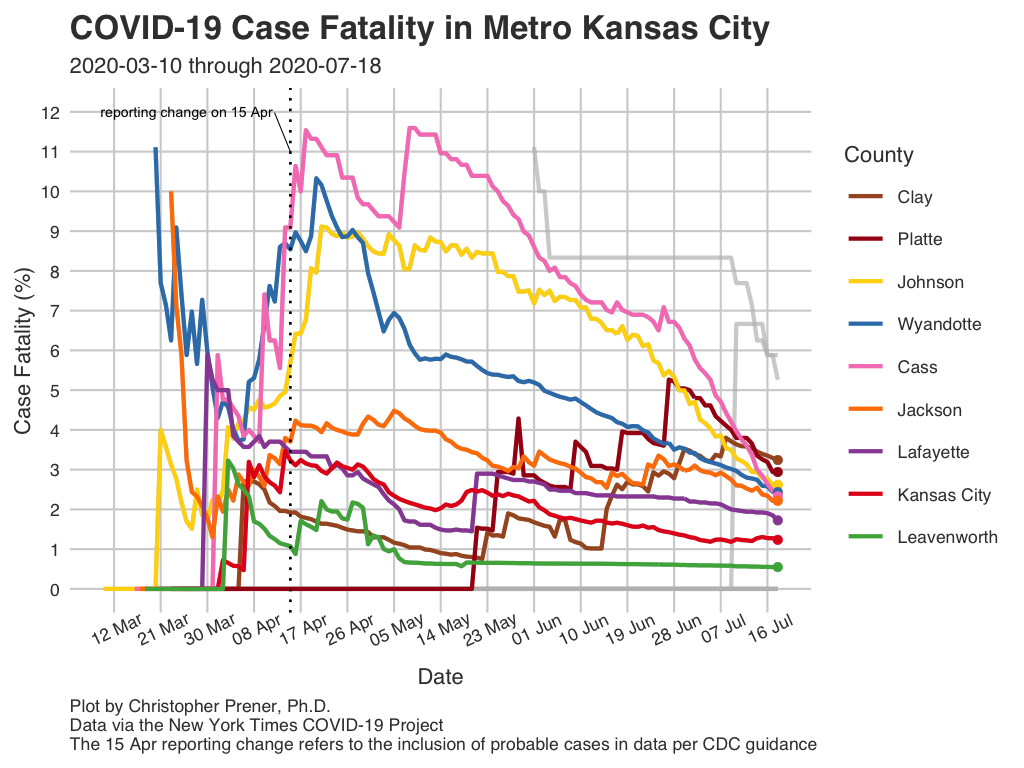 COVID-19 Case Fatality in Metro Kansas City
2020-03-10 through 2020-07-18
reporting change on 15 Apr
Case Fatality (%)
12
11
10
9
8
7
6
5
4
3
2
1
0
12 Mar
21 Mar
30 Mar
08 Apr
17 Apr
26 Apr
05 May
14 May
23 May
01 Jun
10 Jun
19 Jun
28 Jun
07 Jul
16 Jul
Date
County
Clay
Platte
Johnson
Wyandotte
Cass
Jackson
Lafayette
Kansas City
Leavenworth
Plot by Christopher Prener, Ph.D.
Data via the New York Times COVID-19 Project
The 15 Apr reporting change refers to the inclusion of probable cases in data per CDC guidance